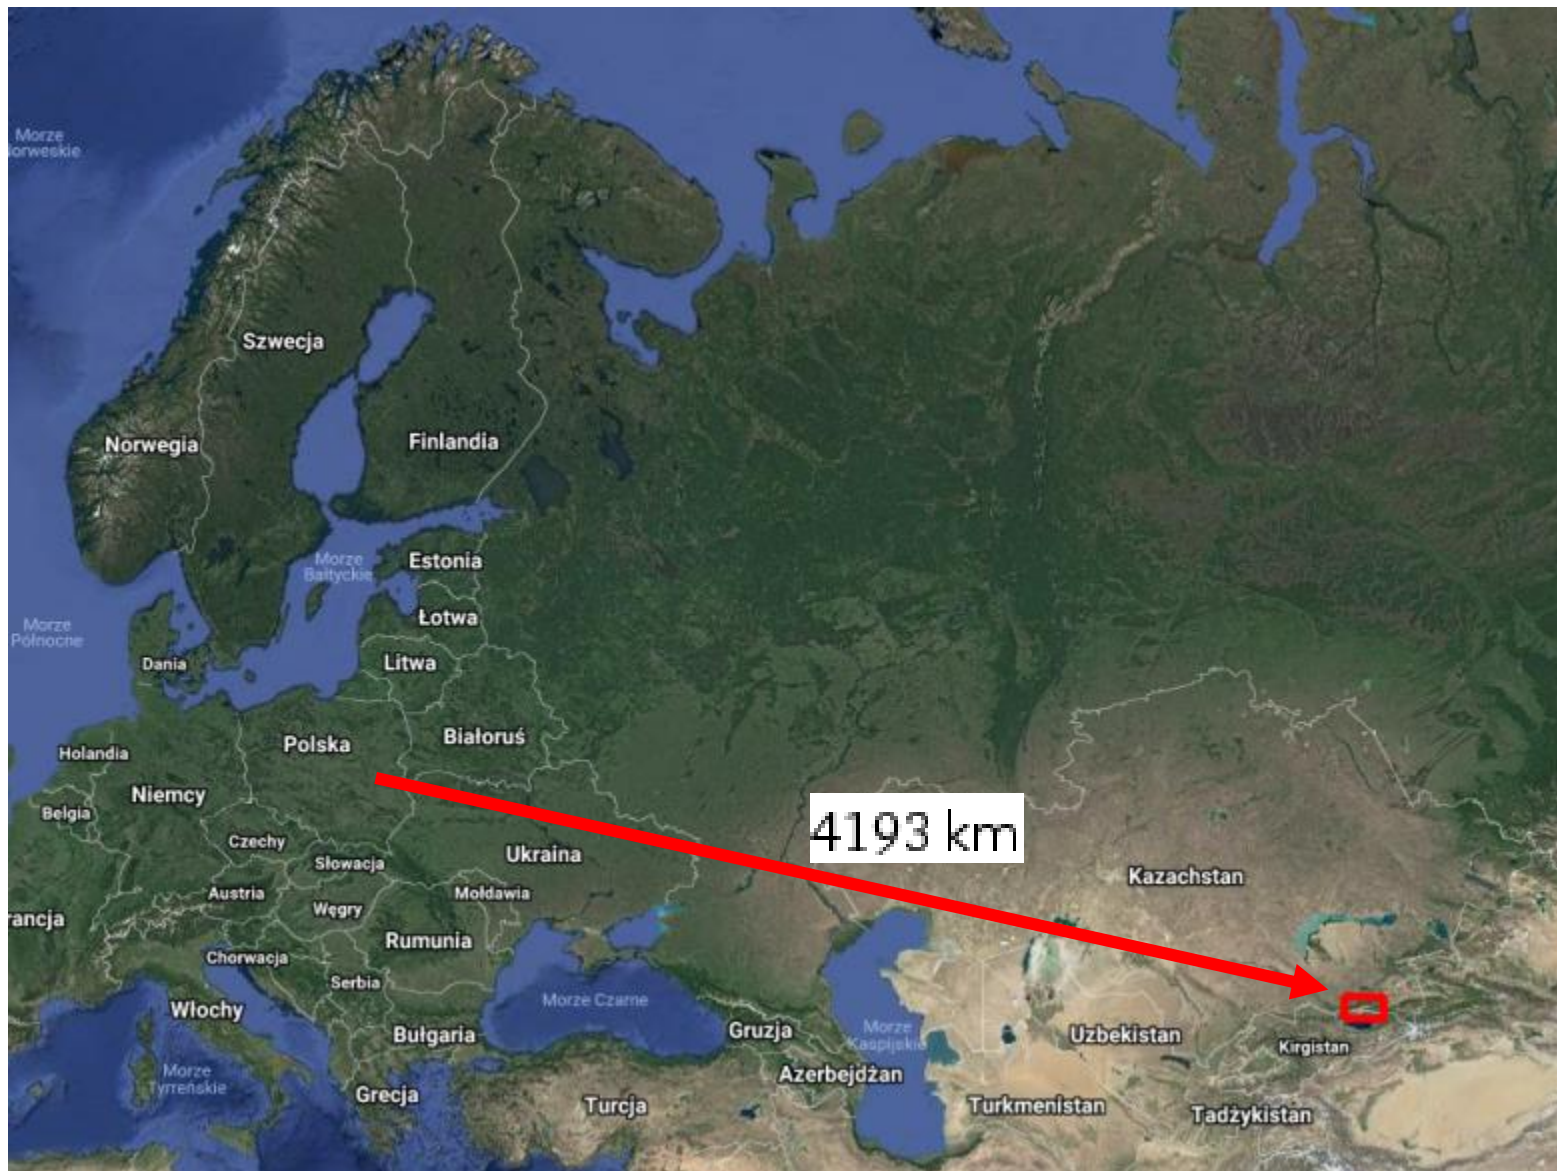 Morze
orweskie
Szwecja
Norwegia
Finlandia
Morze
Bałtyckie
Estonia
Łotwa
Morze
Północne
Dania
Litwa
Holandia
Polska
Białoruś
Belgia
Niemcy
4193 km
Czechy
Słowacja
Ukraina
Kazachstan
Austria
Węgry
Mołdawia
rancja
Rumunia
Chorwacja
Serbia
Morze Czarne
Włochy
Bułgaria
Gruzja
Morze
Kaspijskie
Uzbekistan
Kirgistan
Morze
Tyrreńskie
Azerbejdżan
Grecja
Turcja
Turkmenistan
Tadżykistan